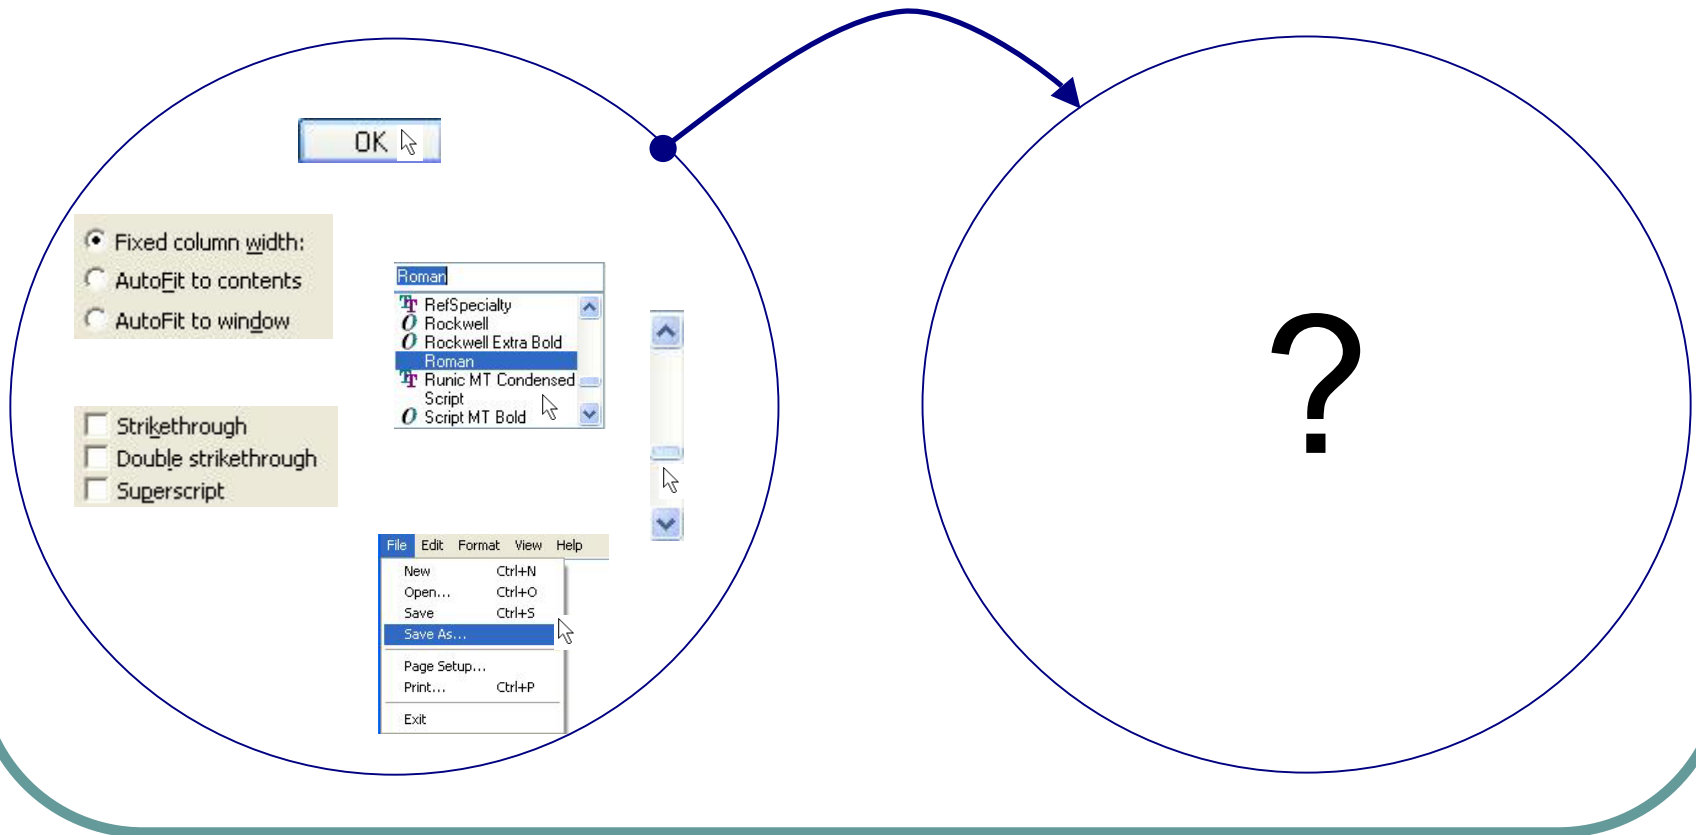 OK
Fixed column width:
AutoFit to contents
AutoFit to window
Roman
RefSpecialty
Rockwell
Rockwell Extra Bold
Roman
Runic MT Condensed
Script
Script MT Bold
Strikethrough
Double strikethrough
Superscript
File Edit Format View Help
New Ctrl+N
Open... Ctrl+O
Save Ctrl+S
Save As...
Page Setup...
Print... Ctrl+P
Exit
?